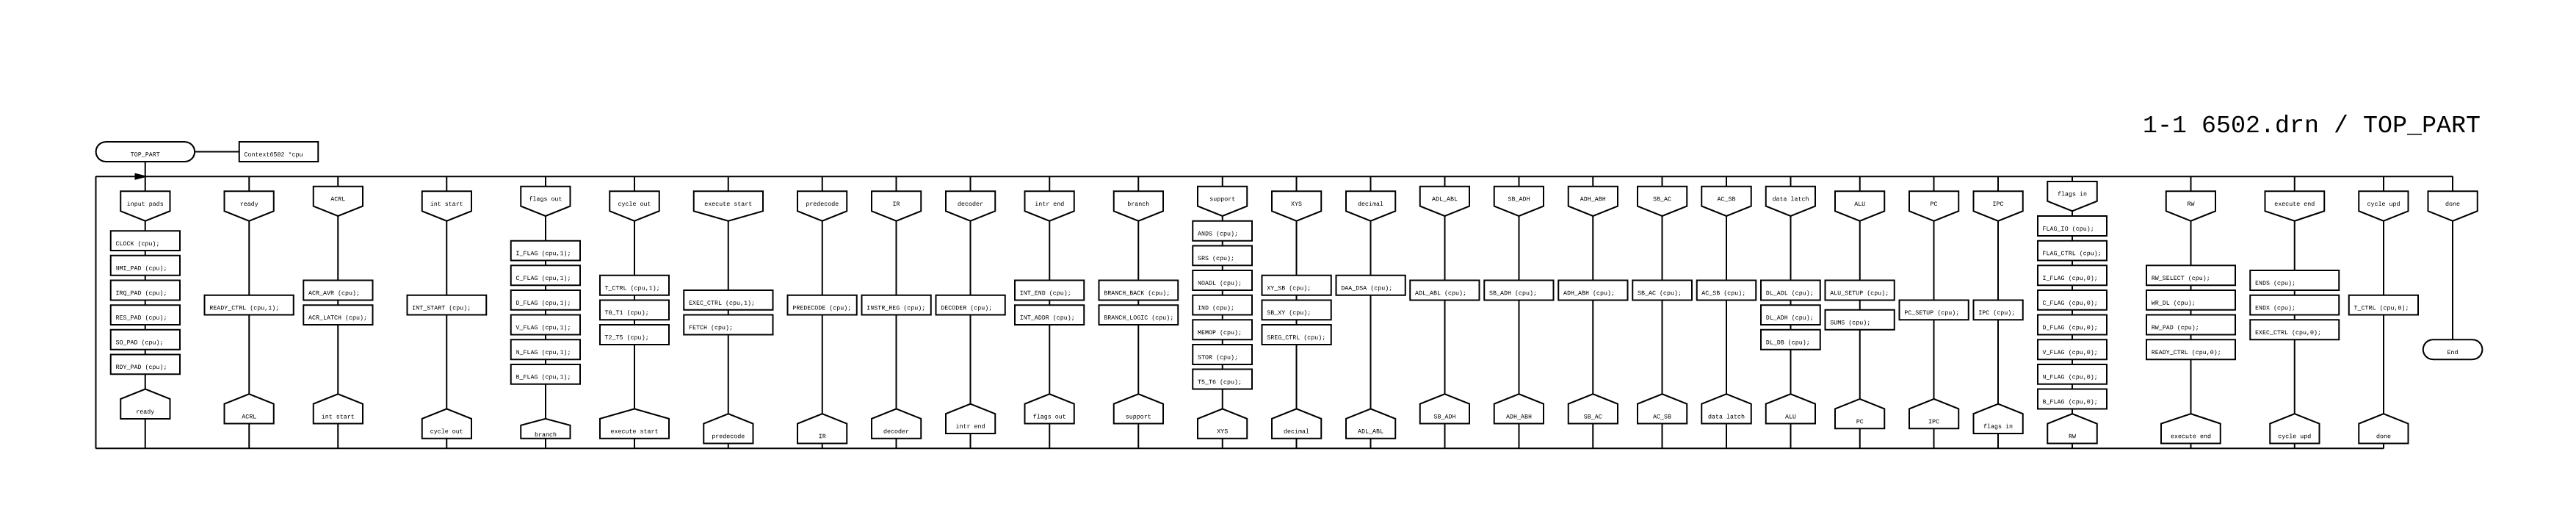 1-1 6502.drn / TOP_PART
TOP_PART
Context6502 *cpu
input pads
CLOCK (cpu);
NMI_PAD (cpu);
IRQ_PAD (cpu);
RES_PAD (cpu);
SO_PAD (cpu);
RDY_PAD (cpu);
ready
ready
READY_CTRL (cpu,1);
ACRL
ACRL
ACR_AVR (cpu);
ACR_LATCH (cpu);
int start
int start
INT_START (cpu);
cycle out
flags out
I_FLAG (cpu,1);
C_FLAG (cpu,1);
D_FLAG (cpu,1);
V_FLAG (cpu,1);
N_FLAG (cpu,1);
B_FLAG (cpu,1);
branch
cycle out
T_CTRL (cpu,1);
T0_T1 (cpu);
T2_T5 (cpu);
execute start
execute start
EXEC_CTRL (cpu,1);
FETCH (cpu);
predecode
predecode
PREDECODE (cpu);
IR
IR
INSTR_REG (cpu);
decoder
decoder
DECODER (cpu);
intr end
intr end
INT_END (cpu);
INT_ADDR (cpu);
flags out
branch
BRANCH_BACK (cpu);
BRANCH_LOGIC (cpu);
support
support
ANDS (cpu);
SRS (cpu);
NOADL (cpu);
IND (cpu);
MEMOP (cpu);
STOR (cpu);
T5_T6 (cpu);
XYS
XYS
XY_SB (cpu);
SB_XY (cpu);
SREG_CTRL (cpu);
decimal
decimal
DAA_DSA (cpu);
ADL_ABL
ADL_ABL
ADL_ABL (cpu);
SB_ADH
SB_ADH
SB_ADH (cpu);
ADH_ABH
ADH_ABH
ADH_ABH (cpu);
SB_AC
SB_AC
SB_AC (cpu);
AC_SB
AC_SB
AC_SB (cpu);
data latch
data latch
DL_ADL (cpu);
DL_ADH (cpu);
DL_DB (cpu);
ALU
ALU
ALU_SETUP (cpu);
SUMS (cpu);
PC
PC
PC_SETUP (cpu);
IPC
IPC
IPC (cpu);
flags in
flags in
FLAG_IO (cpu);
FLAG_CTRL (cpu);
I_FLAG (cpu,0);
C_FLAG (cpu,0);
D_FLAG (cpu,0);
V_FLAG (cpu,0);
N_FLAG (cpu,0);
B_FLAG (cpu,0);
RW
RW
RW_SELECT (cpu);
WR_DL (cpu);
RW_PAD (cpu);
READY_CTRL (cpu,0);
execute end
execute end
ENDS (cpu);
ENDX (cpu);
EXEC_CTRL (cpu,0);
cycle upd
cycle upd
T_CTRL (cpu,0);
done
done
End